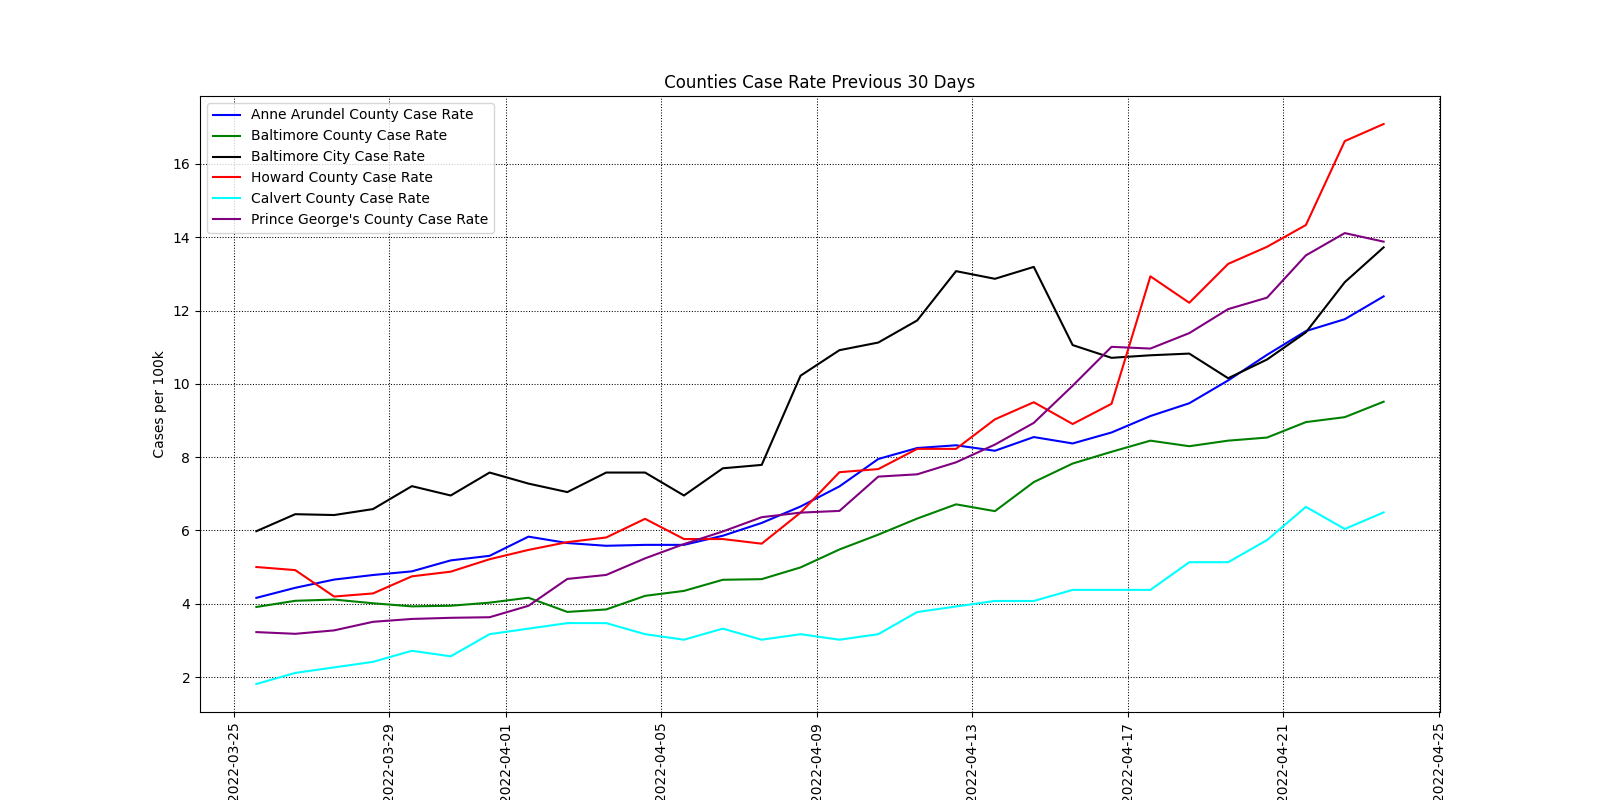 Counties Case Rate Previous 30 Days
Anne Arundel County Case Rate
Baltimore County Case Rate
Baltimore City Case Rate
Howard County Case Rate
Calvert County Case Rate
Prince George's County Case Rate
Cases per 100k
16
14
12
10
8
6
4
2
2022-03-25
2022-03-29
2022-04-01
2022-04-05
2022-04-09
2022-04-13
2022-04-17
2022-04-21
2022-04-25